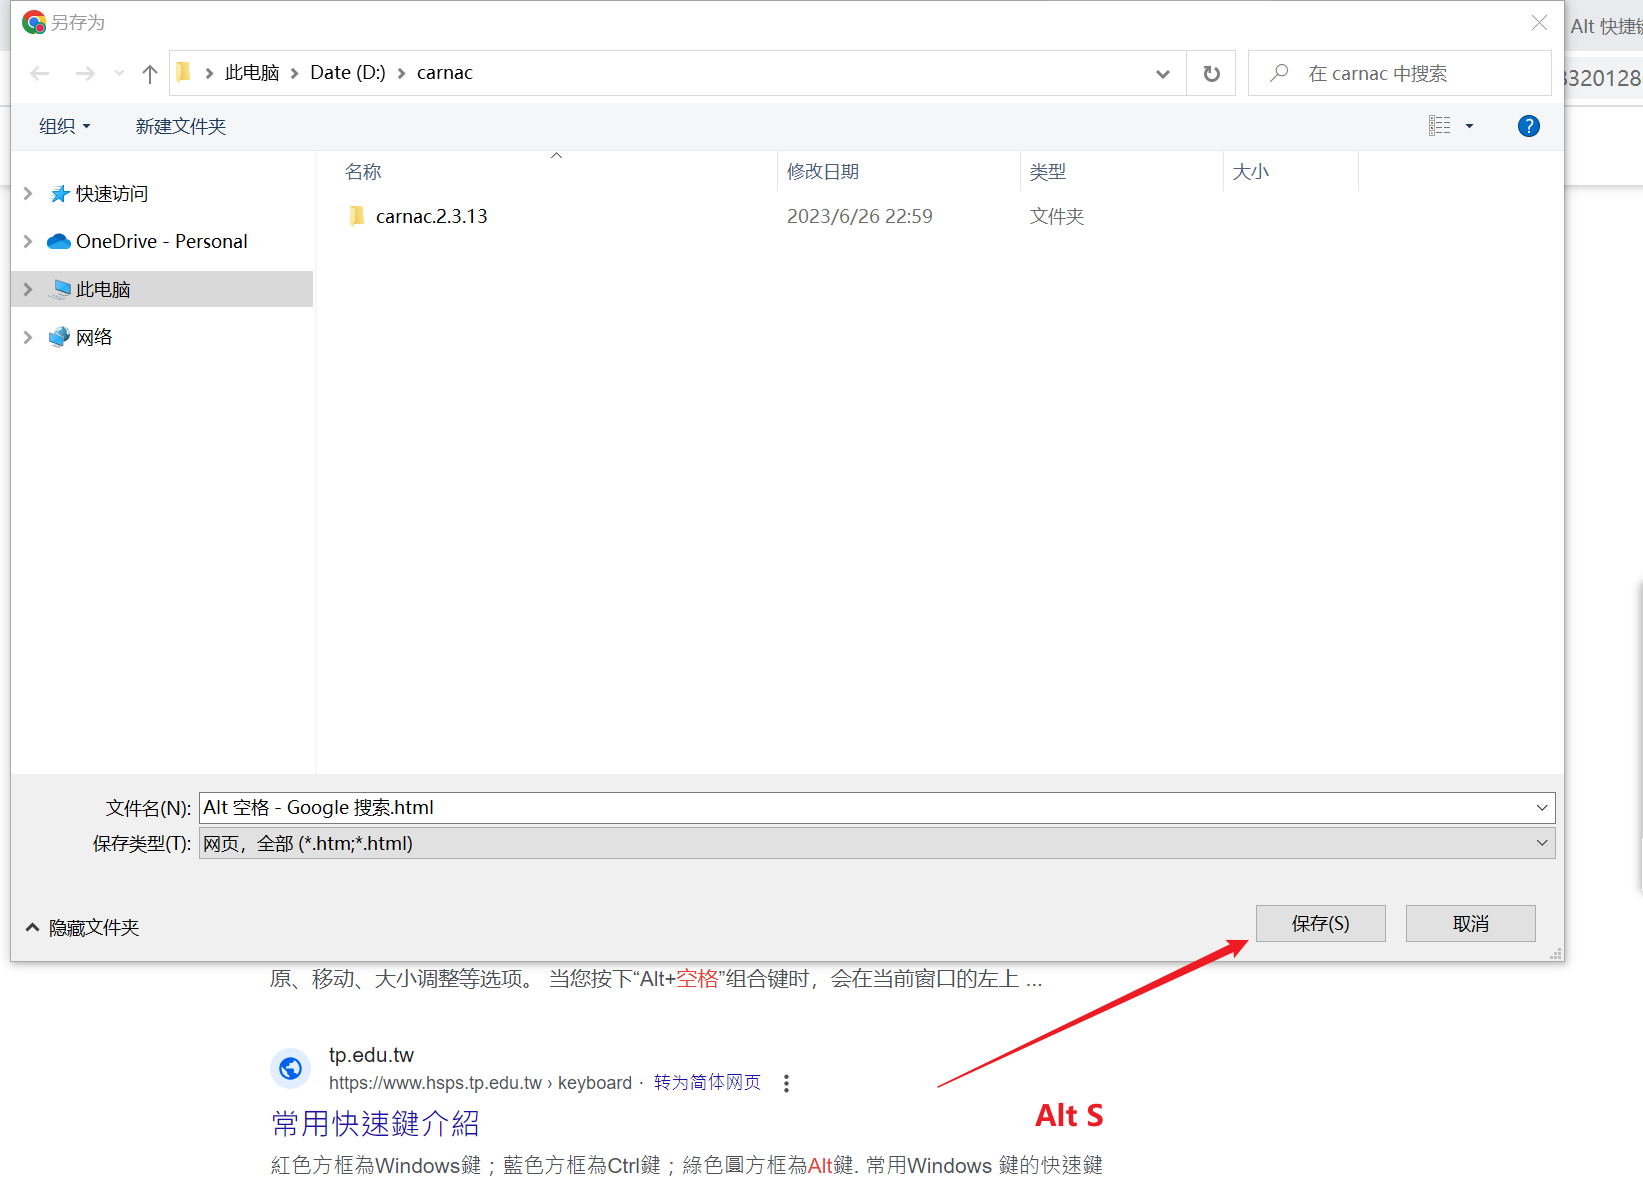 另存为
Alt 快捷键
此电脑 Date (D:) carnac
在 carnac 中搜索
3320128
组织 新建文件夹
名称 修改日期 类型 大小
快速访问
carnac.2.3.13 2023/6/26 22:59 文件夹
OneDrive - Personal
此电脑
网络
文件名(N): Alt 空格 - Google 搜索.html
保存类型(T): 网页，全部 (*.htm;*.html)
隐藏文件夹
保存(S) 取消
原、移动、大小调整等选项。 当您按下“Alt+空格”组合键时，会在当前窗口的左上 ...
tp.edu.tw
https://www.hsps.tp.edu.tw › keyboard · 转为简体网页
常用快速鍵介紹
Alt S
紅色方框為Windows鍵；藍色方框為Ctrl鍵；綠色圓方框為Alt鍵. 常用Windows 鍵的快速鍵